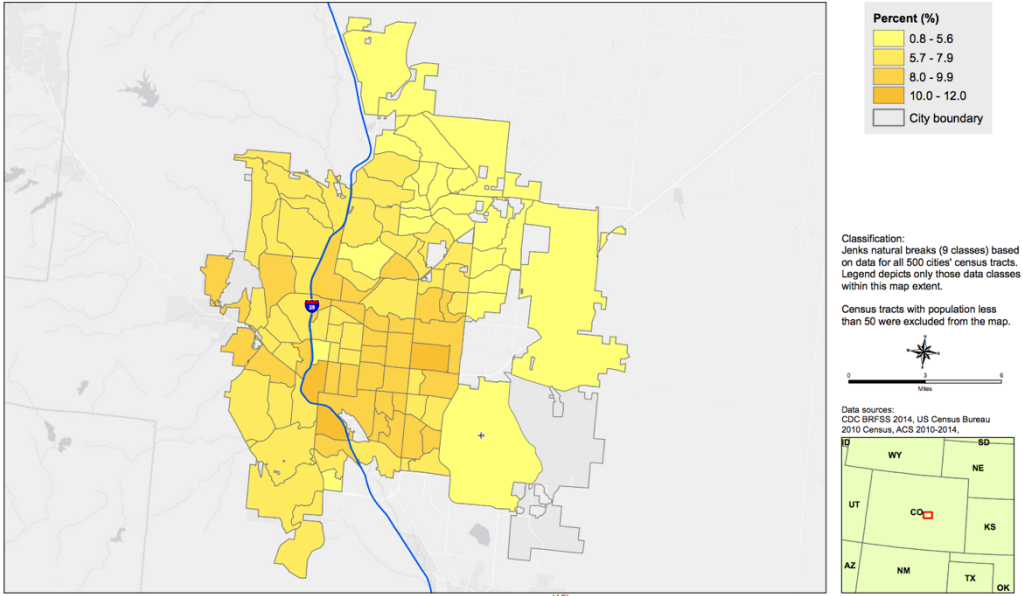 Percent (%)
0.8 - 5.6
5.7 - 7.9
8.0 - 9.9
10.0 - 12.0
City boundary
25
Classification:
Jenks natural breaks (9 classes) based
on data for all 500 cities' census tracts.
Legend depicts only those data classes
within this map extent.
Census tracts with population less
than 50 were excluded from the map.
0 3 6
Miles
Data sources:
CDC BRFSS 2014, US Census Bureau
2010 Census, ACS 2010-2014,
ID
WY
SD
NE
UT
CO
KS
AZ
NM
TX
OK